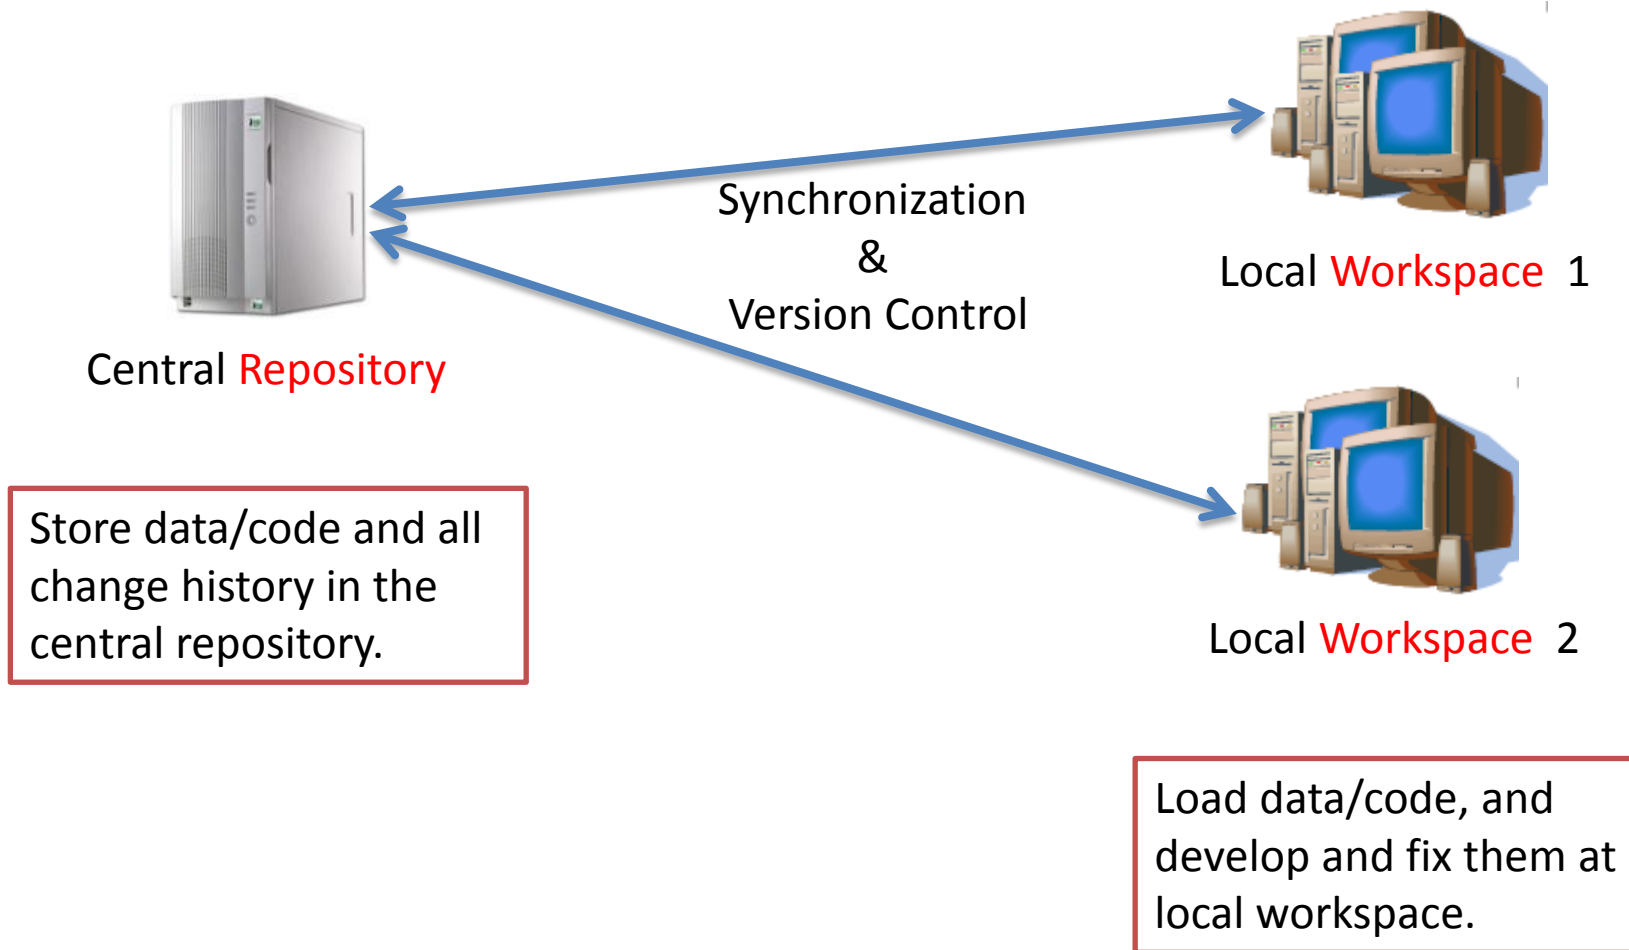 Synchronization
&
Version Control
Local Workspace 1
Central Repository
Store data/code and all
change history in the
central repository.
Local Workspace 2
Load data/code, and
develop and fix them at
local workspace.